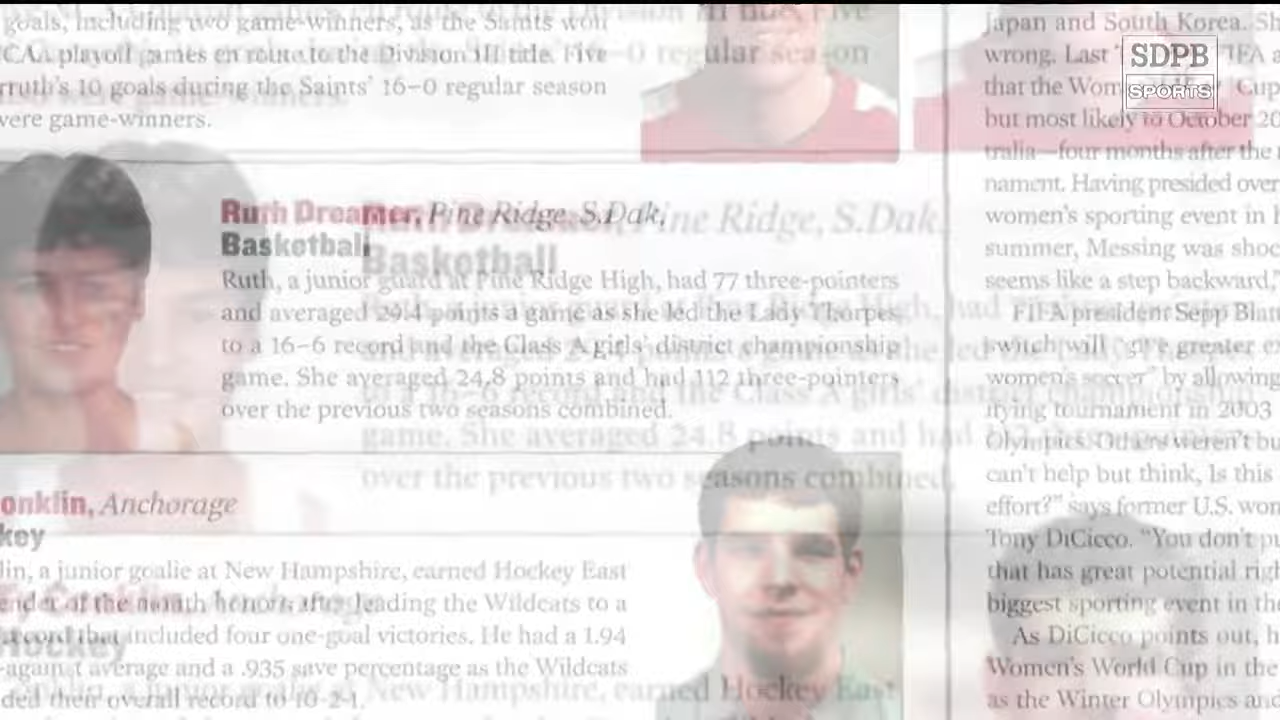 goals, including two game-winners, as the Saints won
CAA playoff games en route to the Division III title. Five
rruth's 10 goals during the Saints' 16–0 regular season
were game-winners.
Ruth Dreamer, Pine Ridge, S.Dak.
Basketball
Ruth, a junior guard at Pine Ridge High, had 77 three-pointers
and averaged 29.4 points a game as she led the Lady Thorpes
to a 16–6 record and the Class A girls' district championship
game. She averaged 24.8 points and had 112 three-pointers
over the previous two seasons combined.
onklin, Anchorage
key
lin, a junior goalie at New Hampshire, earned Hockey East
of the month honors after leading the Wildcats to a
record that included four one-goal victories. He had a 1.94
-against average and a .935 save percentage as the Wildcats
ded their overall record to 10-2-1.
Japan and South Korea. Sh
wrong. Last FIFA a
that the Wom Cup
but most likely to October 20
tralia—four months after the
nament. Having presided over
women's sporting event in
summer, Messing was shoc
seems like a step backward,"
FIFA president Sepp Blatt
switch will "give greater ex
women's soccer" by allowing
ifying tournament in 2003
Olympics. Others weren't bu
can't help but think, Is this
effort?" says former U.S. wom
Tony DiCicco. "You don't pu
that has great potential righ
biggest sporting event in the
As DiCicco points out, h
Women's World Cup in the
as the Winter Olympics and
SDPB
SPORTS